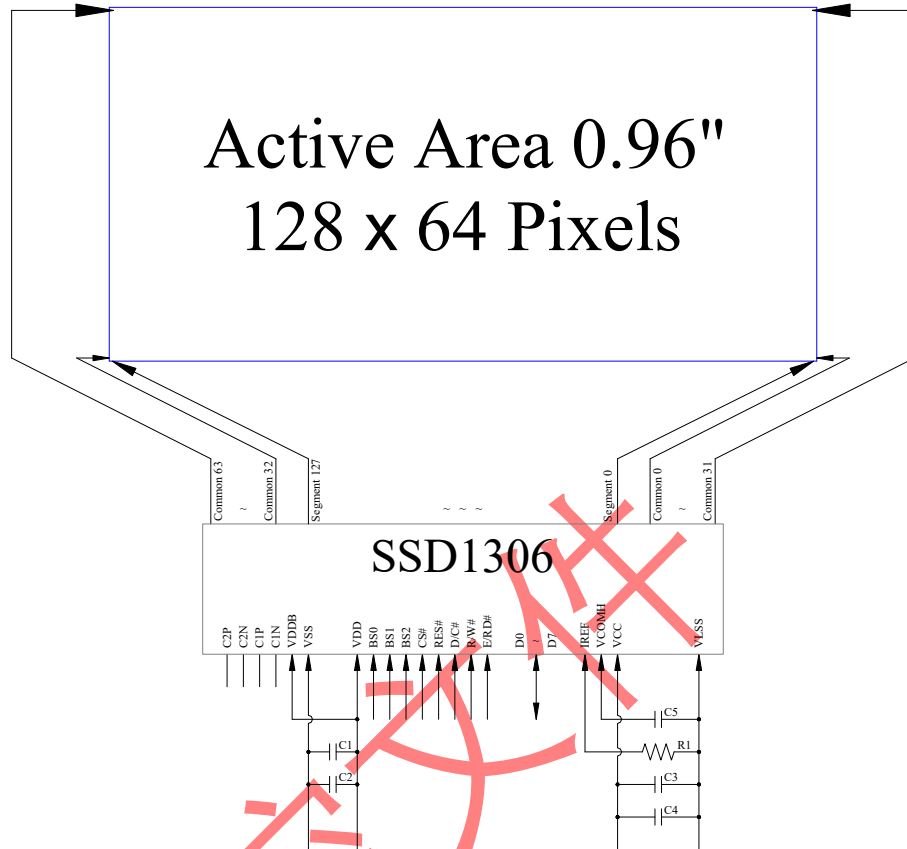 Active Area 0.96"
128 x 64 Pixels
Common 63
~
Common 32
Segment 127
~ ~ ~
Segment 0
Common 0
~
Common 31
SSD1306
C2P
C2N
C1P
C1N
VDDB
VSS
VDD
BS0
BS1
BS2
CS#
RES#
D/C#
R/W#
E/RD#
D0
~
D7
IREF
VCOMH
VCC
VLSS
C5
R1
C1
C2
C3
C4
文件